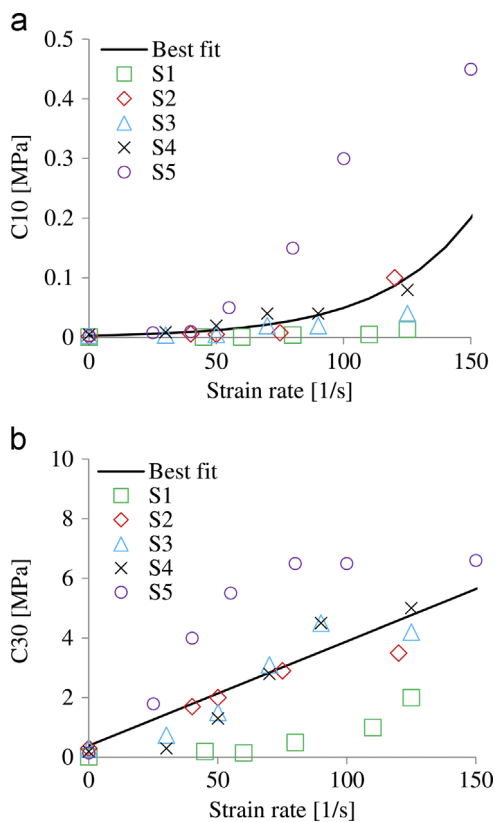 a
0.5
0.4
0.3
0.2
0.1
0
C10 [MPa]
Best fit
S1
S2
S3
S4
S5
0 50 100 150
Strain rate [1/s]
b
10
8
6
4
2
0
C30 [MPa]
Best fit
S1
S2
S3
S4
S5
0 50 100 150
Strain rate [1/s]